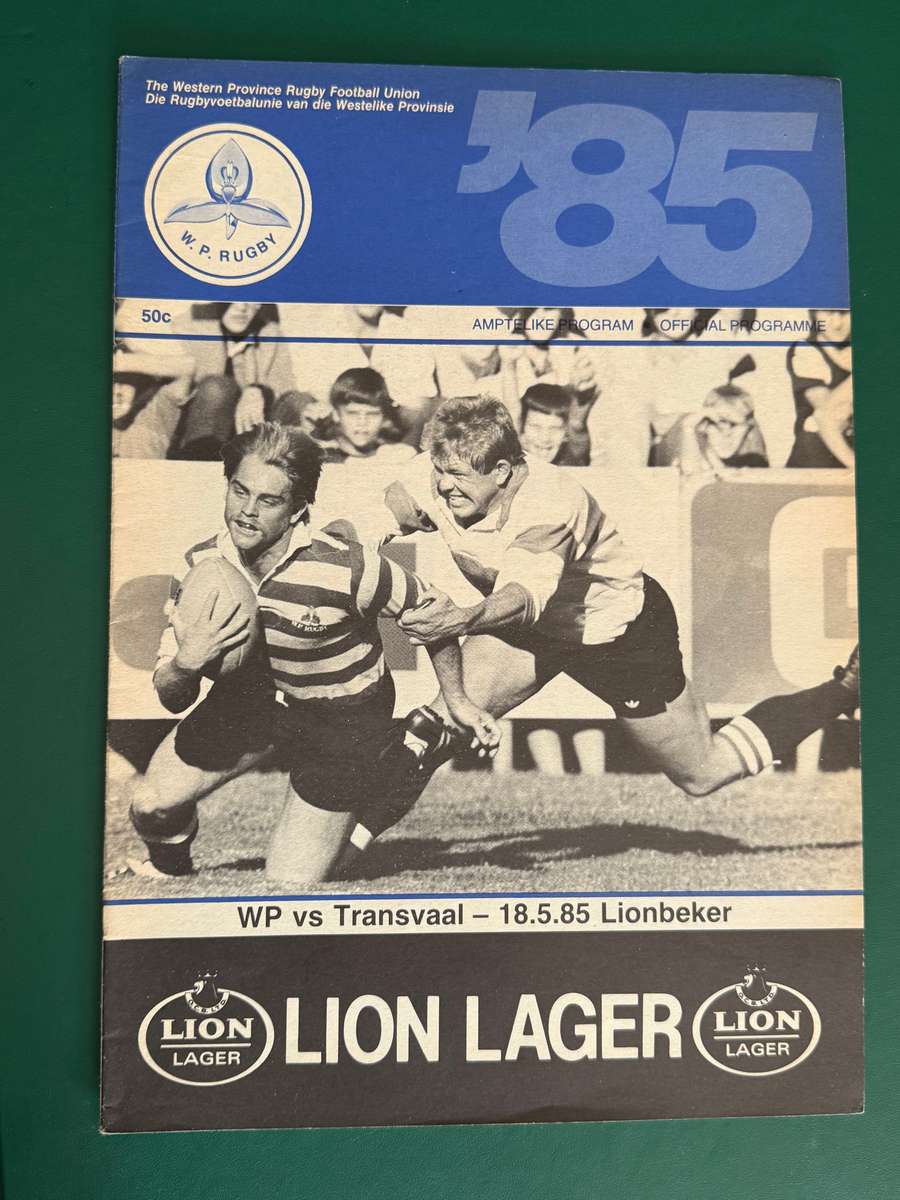 The Western Province Rugby Football Union
Die Rugbyvoetbalunie van die Westelike Provinsie
'85
W. P. RUGBY
50c
AMPTELIKE PROGRAM • OFFICIAL PROGRAMME
W.P. RUGBY
WP vs Transvaal – 18.5.85 Lionbeker
LION
LAGER
LION LAGER
LION
LAGER